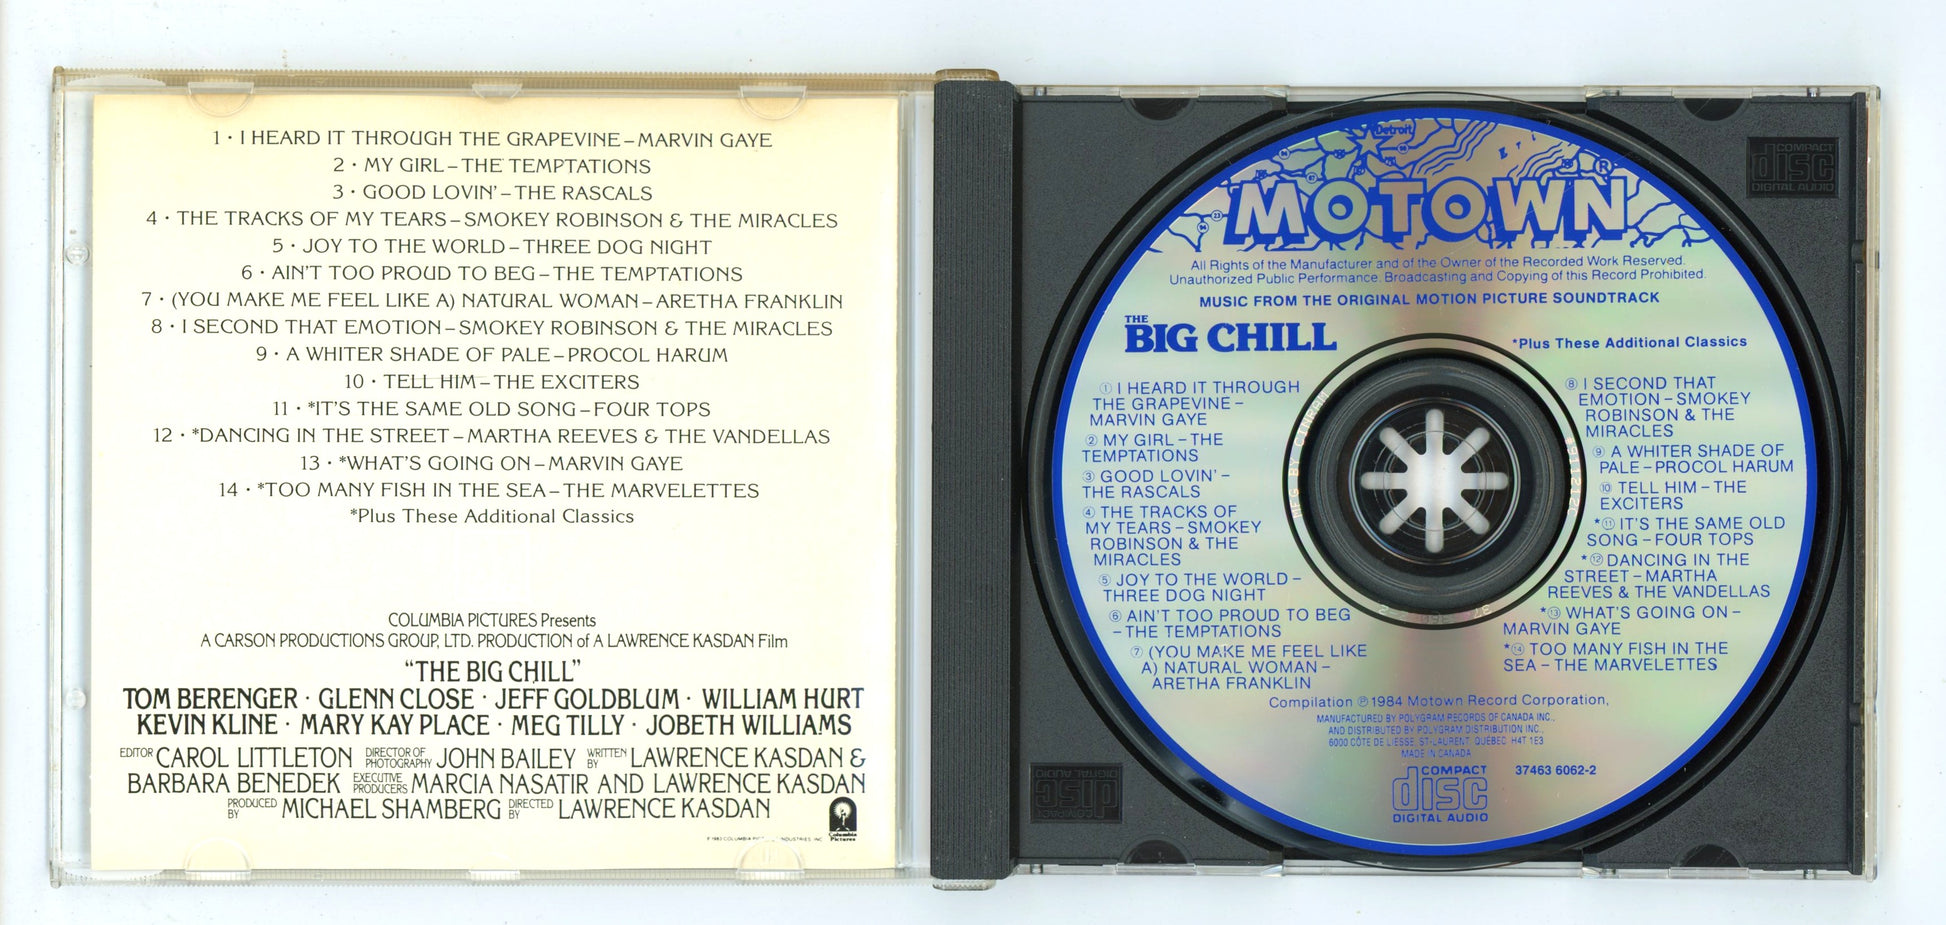 1 · I HEARD IT THROUGH THE GRAPEVINE – MARVIN GAYE
2 · MY GIRL – THE TEMPTATIONS
3 · GOOD LOVIN' – THE RASCALS
4 · THE TRACKS OF MY TEARS – SMOKEY ROBINSON & THE MIRACLES
5 · JOY TO THE WORLD – THREE DOG NIGHT
6 · AIN'T TOO PROUD TO BEG – THE TEMPTATIONS
7 · (YOU MAKE ME FEEL LIKE A) NATURAL WOMAN – ARETHA FRANKLIN
8 · I SECOND THAT EMOTION – SMOKEY ROBINSON & THE MIRACLES
9 · A WHITER SHADE OF PALE – PROCOL HARUM
10 · TELL HIM – THE EXCITERS
11 · *IT'S THE SAME OLD SONG – FOUR TOPS
12 · *DANCING IN THE STREET – MARTHA REEVES & THE VANDELLAS
13 · *WHAT'S GOING ON – MARVIN GAYE
14 · *TOO MANY FISH IN THE SEA – THE MARVELETTES
*Plus These Additional Classics
COLUMBIA PICTURES Presents
A CARSON PRODUCTIONS GROUP, LTD. PRODUCTION of A LAWRENCE KASDAN Film
"THE BIG CHILL"
TOM BERENGER · GLENN CLOSE · JEFF GOLDBLUM · WILLIAM HURT
KEVIN KLINE · MARY KAY PLACE · MEG TILLY · JOBETH WILLIAMS
EDITOR CAROL LITTLETON DIRECTOR OF PHOTOGRAPHY JOHN BAILEY WRITTEN BY LAWRENCE KASDAN &
BARBARA BENEDEK EXECUTIVE PRODUCERS MARCIA NASATIR AND LAWRENCE KASDAN
PRODUCED BY MICHAEL SHAMBERG DIRECTED BY LAWRENCE KASDAN
Columbia
Pictures
1983 COLUMBIA INDUSTRIES, INC.
Detroit
MOTOWN ®
All Rights of the Manufacturer and of the Owner of the Recorded Work Reserved.
Unauthorized Public Performance, Broadcasting and Copying of this Record Prohibited.
MUSIC FROM THE ORIGINAL MOTION PICTURE SOUNDTRACK
THE
BIG CHILL
① I HEARD IT THROUGH
THE GRAPEVINE –
MARVIN GAYE
② MY GIRL – THE
TEMPTATIONS
③ GOOD LOVIN' –
THE RASCALS
④ THE TRACKS OF
MY TEARS – SMOKEY
ROBINSON & THE
MIRACLES
⑤ JOY TO THE WORLD –
THREE DOG NIGHT
⑥ AIN'T TOO PROUD TO BEG
– THE TEMPTATIONS
⑦ (YOU MAKE ME FEEL LIKE
A) NATURAL WOMAN –
ARETHA FRANKLIN
*Plus These Additional Classics
⑧ I SECOND THAT
EMOTION – SMOKEY
ROBINSON & THE
MIRACLES
⑨ A WHITER SHADE OF
PALE – PROCOL HARUM
⑩ TELL HIM – THE
EXCITERS
*⑪ IT'S THE SAME OLD
SONG – FOUR TOPS
*⑫ DANCING IN THE
STREET – MARTHA
REEVES & THE VANDELLAS
*⑬ WHAT'S GOING ON –
MARVIN GAYE
*⑭ TOO MANY FISH IN THE
SEA – THE MARVELETTES
Compilation ℗ 1984 Motown Record Corporation,
MANUFACTURED BY POLYGRAM RECORDS OF CANADA INC.,
AND DISTRIBUTED BY POLYGRAM DISTRIBUTION INC.,
6000 CÔTE DE LIESSE, ST-LAURENT, QUÉBEC H4T 1E3
MADE IN CANADA
COMPACT
disc
DIGITAL AUDIO
37463 6062-2
MFG BY CINRAM
COMPACT
disc
DIGITAL AUDIO
COMPACT
disc
DIGITAL AUDIO